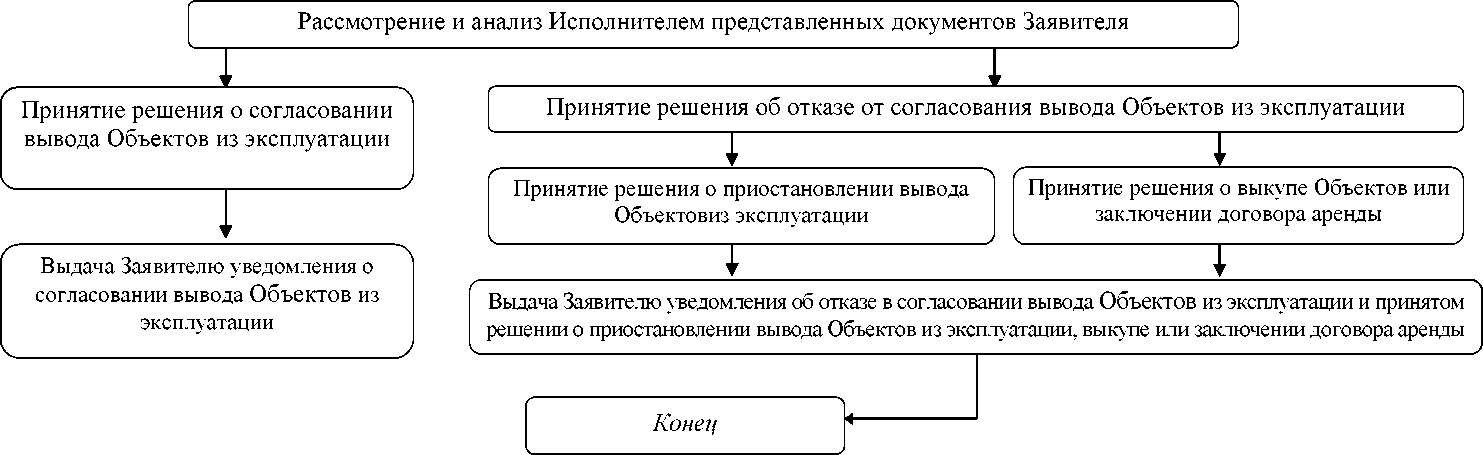 Рассмотрение и анализ Исполнителем представленных документов Заявителя
Принятие решения о согласовании
вывода Объектов из эксплуатации
Принятие решения об отказе от согласования вывода Объектов из эксплуатации
Принятие решения о приостановлении вывода
Объектовиз эксплуатации
Принятие решения о выкупе Объектов или
заключении договора аренды
Выдача Заявителю уведомления о
согласовании вывода Объектов из
эксплуатации
Выдача Заявителю уведомления об отказе в согласовании вывода Объектов из эксплуатации и принятом
решении о приостановлении вывода Объектов из эксплуатации, выкупе или заключении договора аренды
Конец